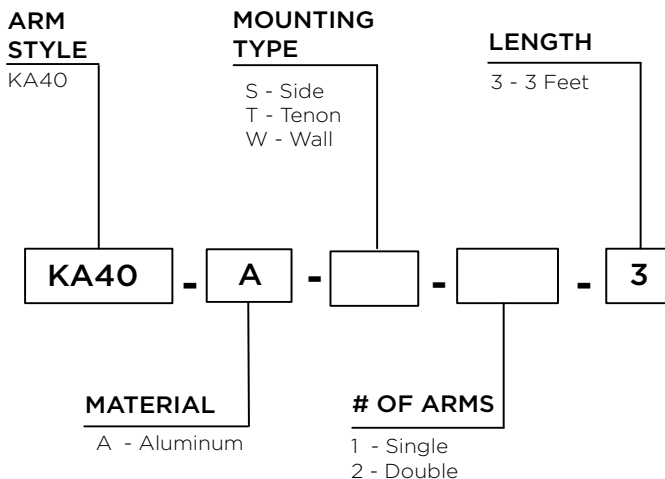 ARM
STYLE
KA40
MOUNTING
TYPE
S - Side
T - Tenon
W - Wall
LENGTH
3 - 3 Feet
KA40 - A - - - 3
MATERIAL
A - Aluminum
# OF ARMS
1 - Single
2 - Double